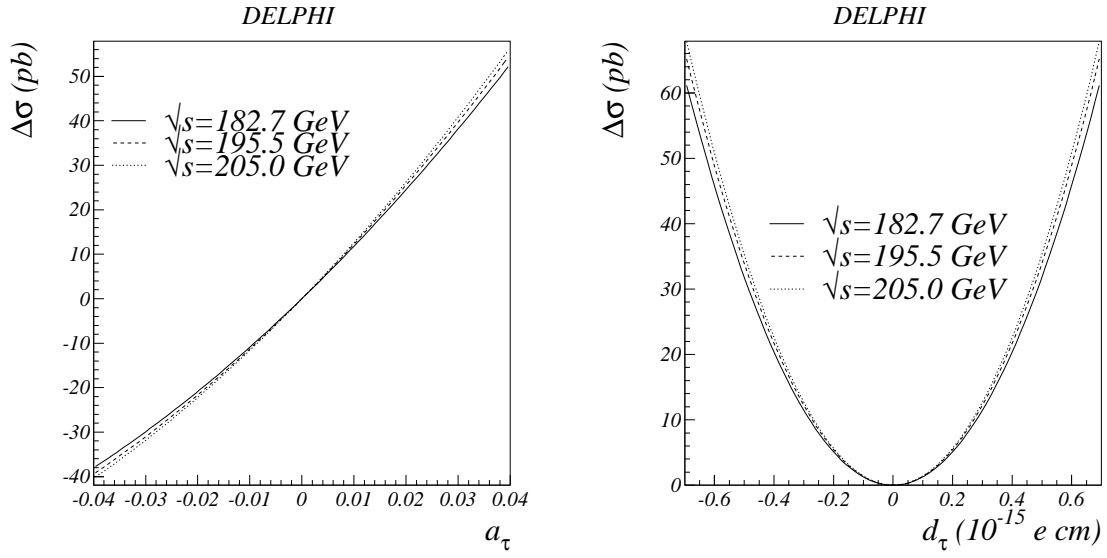 DELPHI
Δσ (pb)
50
40
30
20
10
0
-10
-20
-30
-40
√s=182.7 GeV
√s=195.5 GeV
√s=205.0 GeV
-0.04 -0.03 -0.02 -0.01 0 0.01 0.02 0.03 0.04
a_τ
DELPHI
Δσ (pb)
60
50
40
30
20
10
0
√s=182.7 GeV
√s=195.5 GeV
√s=205.0 GeV
-0.6 -0.4 -0.2 0 0.2 0.4 0.6
d_τ (10^-15 e cm)